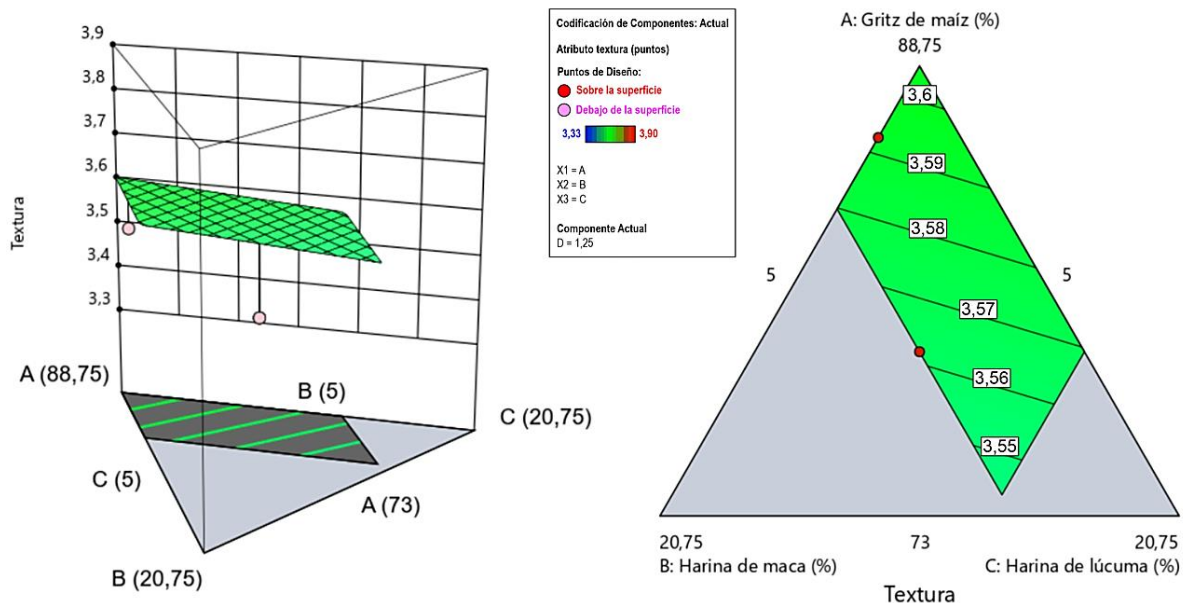 3,9
3,8
3,7
3,6
3,5
3,4
3,3
Textura
A (88,75)
B (5)
C (20,75)
C (5)
A (73)
B (20,75)
Codificación de Componentes: Actual
Atributo textura (puntos)
Puntos de Diseño:
Sobre la superficie
Debajo de la superficie
3,33 3,90
X1 = A
X2 = B
X3 = C
Componente Actual
D = 1,25
A: Gritz de maíz (%)
88,75
3,6
3,59
3,58
5 5
3,57
3,56
3,55
20,75 73 20,75
B: Harina de maca (%) C: Harina de lúcuma (%)
Textura